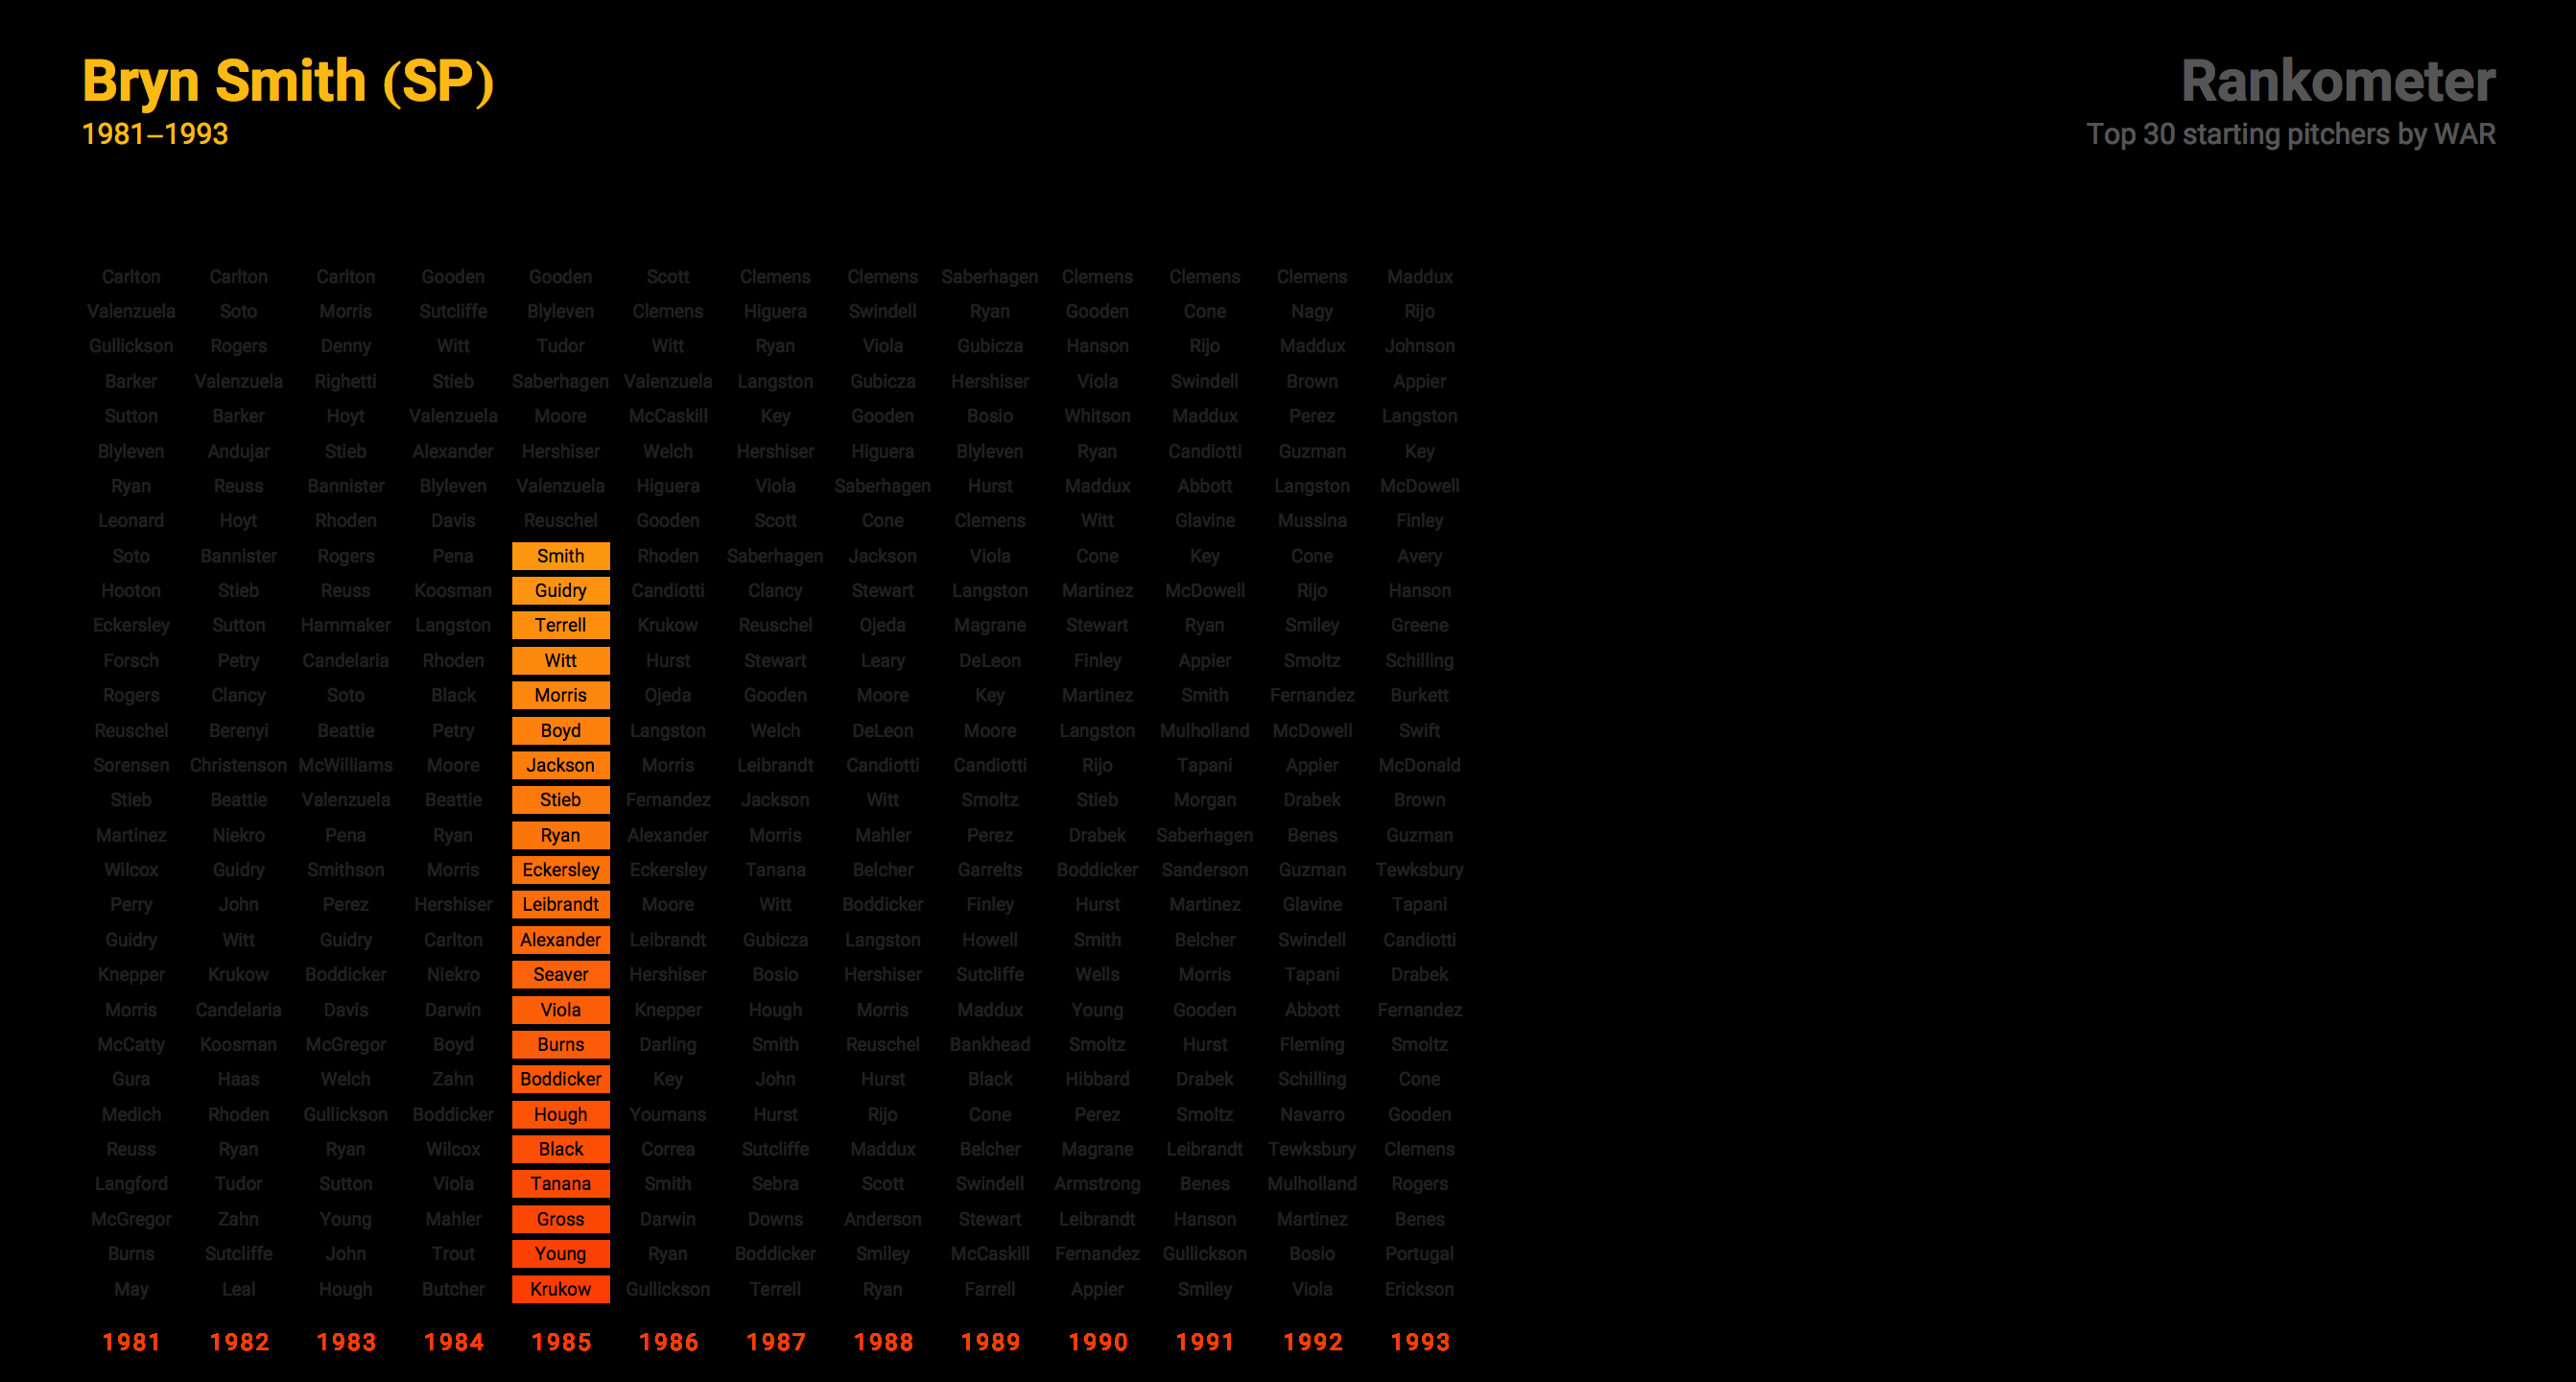 Bryn Smith (SP)
1981–1993
Rankometer
Top 30 starting pitchers by WAR
Carlton Carlton Carlton Gooden Gooden Scott Clemens Clemens Saberhagen Clemens Clemens Clemens Maddux
Valenzuela Soto Morris Sutcliffe Blyleven Clemens Higuera Swindell Ryan Gooden Cone Nagy Rijo
Gullickson Rogers Denny Witt Tudor Witt Ryan Viola Gubicza Hanson Rijo Maddux Johnson
Barker Valenzuela Righetti Stieb Saberhagen Valenzuela Langston Gubicza Hershiser Viola Swindell Brown Appier
Sutton Barker Hoyt Valenzuela Moore McCaskill Key Gooden Bosio Whitson Maddux Perez Langston
Blyleven Andujar Stieb Alexander Hershiser Welch Hershiser Higuera Blyleven Ryan Candiotti Guzman Key
Ryan Reuss Bannister Blyleven Valenzuela Higuera Viola Saberhagen Hurst Maddux Abbott Langston McDowell
Leonard Hoyt Rhoden Davis Reuschel Gooden Scott Cone Clemens Witt Glavine Mussina Finley
Soto Bannister Rogers Pena Smith Rhoden Saberhagen Jackson Viola Cone Key Cone Avery
Hooton Stieb Reuss Koosman Guidry Candiotti Clancy Stewart Langston Martinez McDowell Rijo Hanson
Eckersley Sutton Hammaker Langston Terrell Krukow Reuschel Ojeda Magrane Stewart Ryan Smiley Greene
Forsch Petry Candelaria Rhoden Witt Hurst Stewart Leary DeLeon Finley Appier Smoltz Schilling
Rogers Clancy Soto Black Morris Ojeda Gooden Moore Key Martinez Smith Fernandez Burkett
Reuschel Berenyi Beattie Petry Boyd Langston Welch DeLeon Moore Langston Mulholland McDowell Swift
Sorensen Christenson McWilliams Moore Jackson Morris Leibrandt Candiotti Candiotti Rijo Tapani Appier McDonald
Stieb Beattie Valenzuela Beattie Stieb Fernandez Jackson Witt Smoltz Stieb Morgan Drabek Brown
Martinez Niekro Pena Ryan Ryan Alexander Morris Mahler Perez Drabek Saberhagen Benes Guzman
Wilcox Guidry Smithson Morris Eckersley Eckersley Tanana Belcher Garrelts Boddicker Sanderson Guzman Tewksbury
Perry John Perez Hershiser Leibrandt Moore Witt Boddicker Finley Hurst Martinez Glavine Tapani
Guidry Witt Guidry Carlton Alexander Leibrandt Gubicza Langston Howell Smith Belcher Swindell Candiotti
Knepper Krukow Boddicker Niekro Seaver Hershiser Bosio Hershiser Sutcliffe Wells Morris Tapani Drabek
Morris Candelaria Davis Darwin Viola Knepper Hough Morris Maddux Young Gooden Abbott Fernandez
McCatty Koosman McGregor Boyd Burns Darling Smith Reuschel Bankhead Smoltz Hurst Fleming Smoltz
Gura Haas Welch Zahn Boddicker Key John Hurst Black Hibbard Drabek Schilling Cone
Medich Rhoden Gullickson Boddicker Hough Youmans Hurst Rijo Cone Perez Smoltz Navarro Gooden
Reuss Ryan Ryan Wilcox Black Correa Sutcliffe Maddux Belcher Magrane Leibrandt Tewksbury Clemens
Langford Tudor Sutton Viola Tanana Smith Sebra Scott Swindell Armstrong Benes Mulholland Rogers
McGregor Zahn Young Mahler Gross Darwin Downs Anderson Stewart Leibrandt Hanson Martinez Benes
Burns Sutcliffe John Trout Young Ryan Boddicker Smiley McCaskill Fernandez Gullickson Bosio Portugal
May Leal Hough Butcher Krukow Gullickson Terrell Ryan Farrell Appier Smiley Viola Erickson
1981 1982 1983 1984 1985 1986 1987 1988 1989 1990 1991 1992 1993